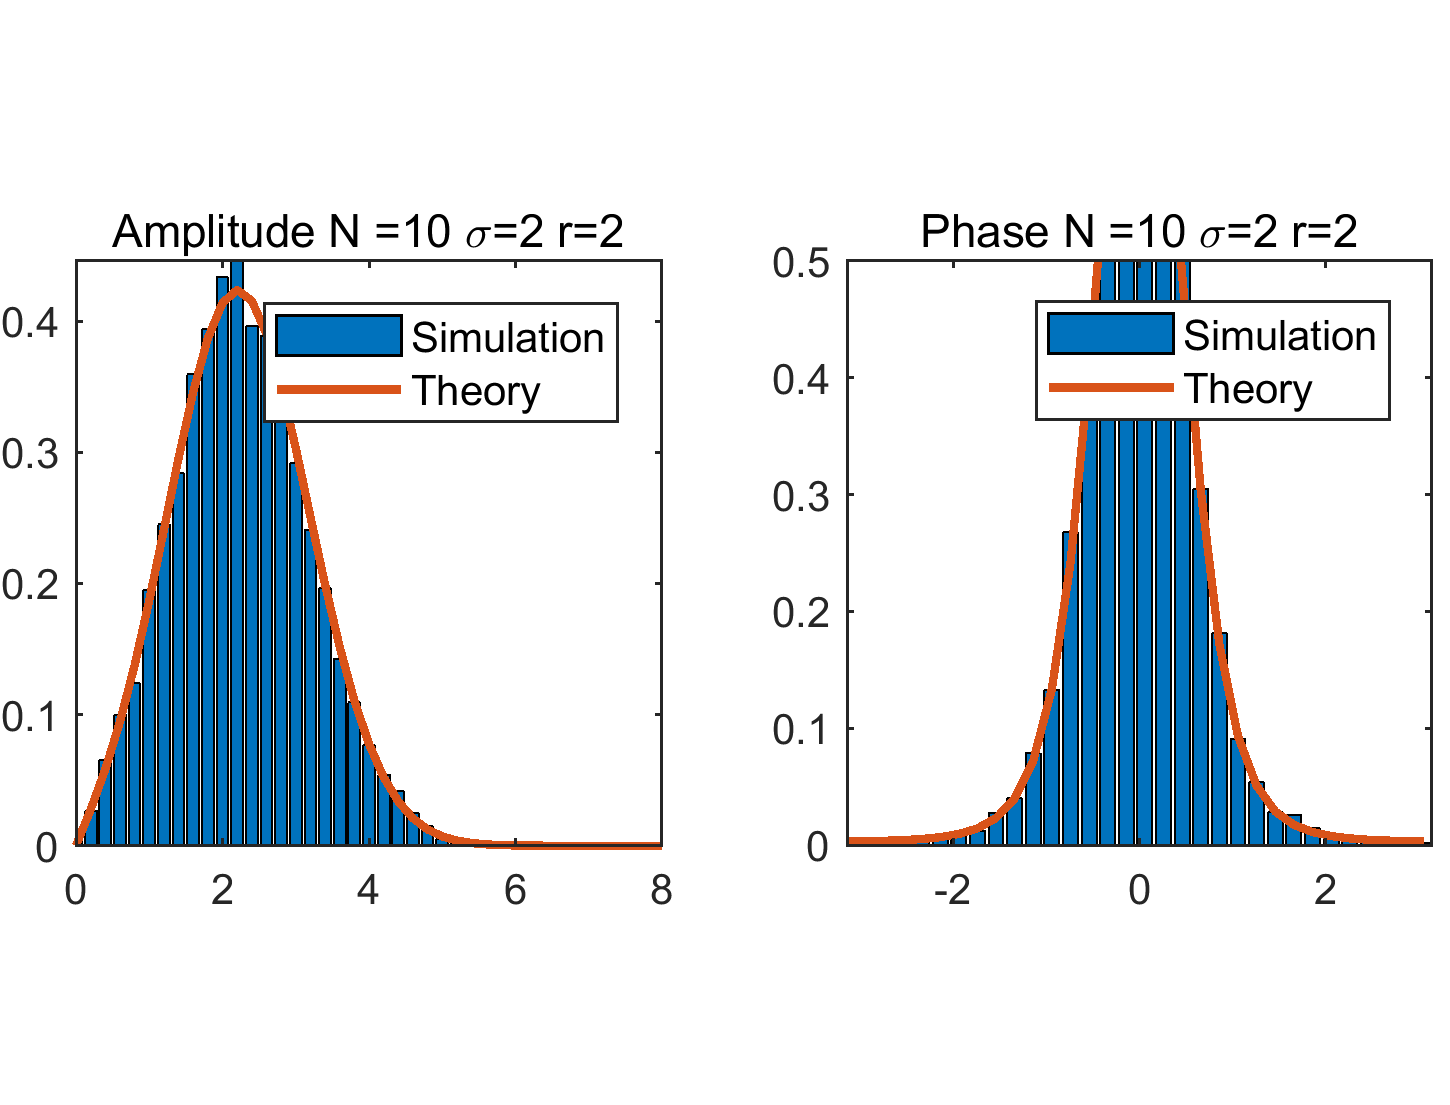 Amplitude N =10 σ=2 r=2
0.4
0.3
0.2
0.1
0
0 2 4 6 8
Simulation
Theory
Phase N =10 σ=2 r=2
0.5
0.4
0.3
0.2
0.1
0
-2 0 2
Simulation
Theory